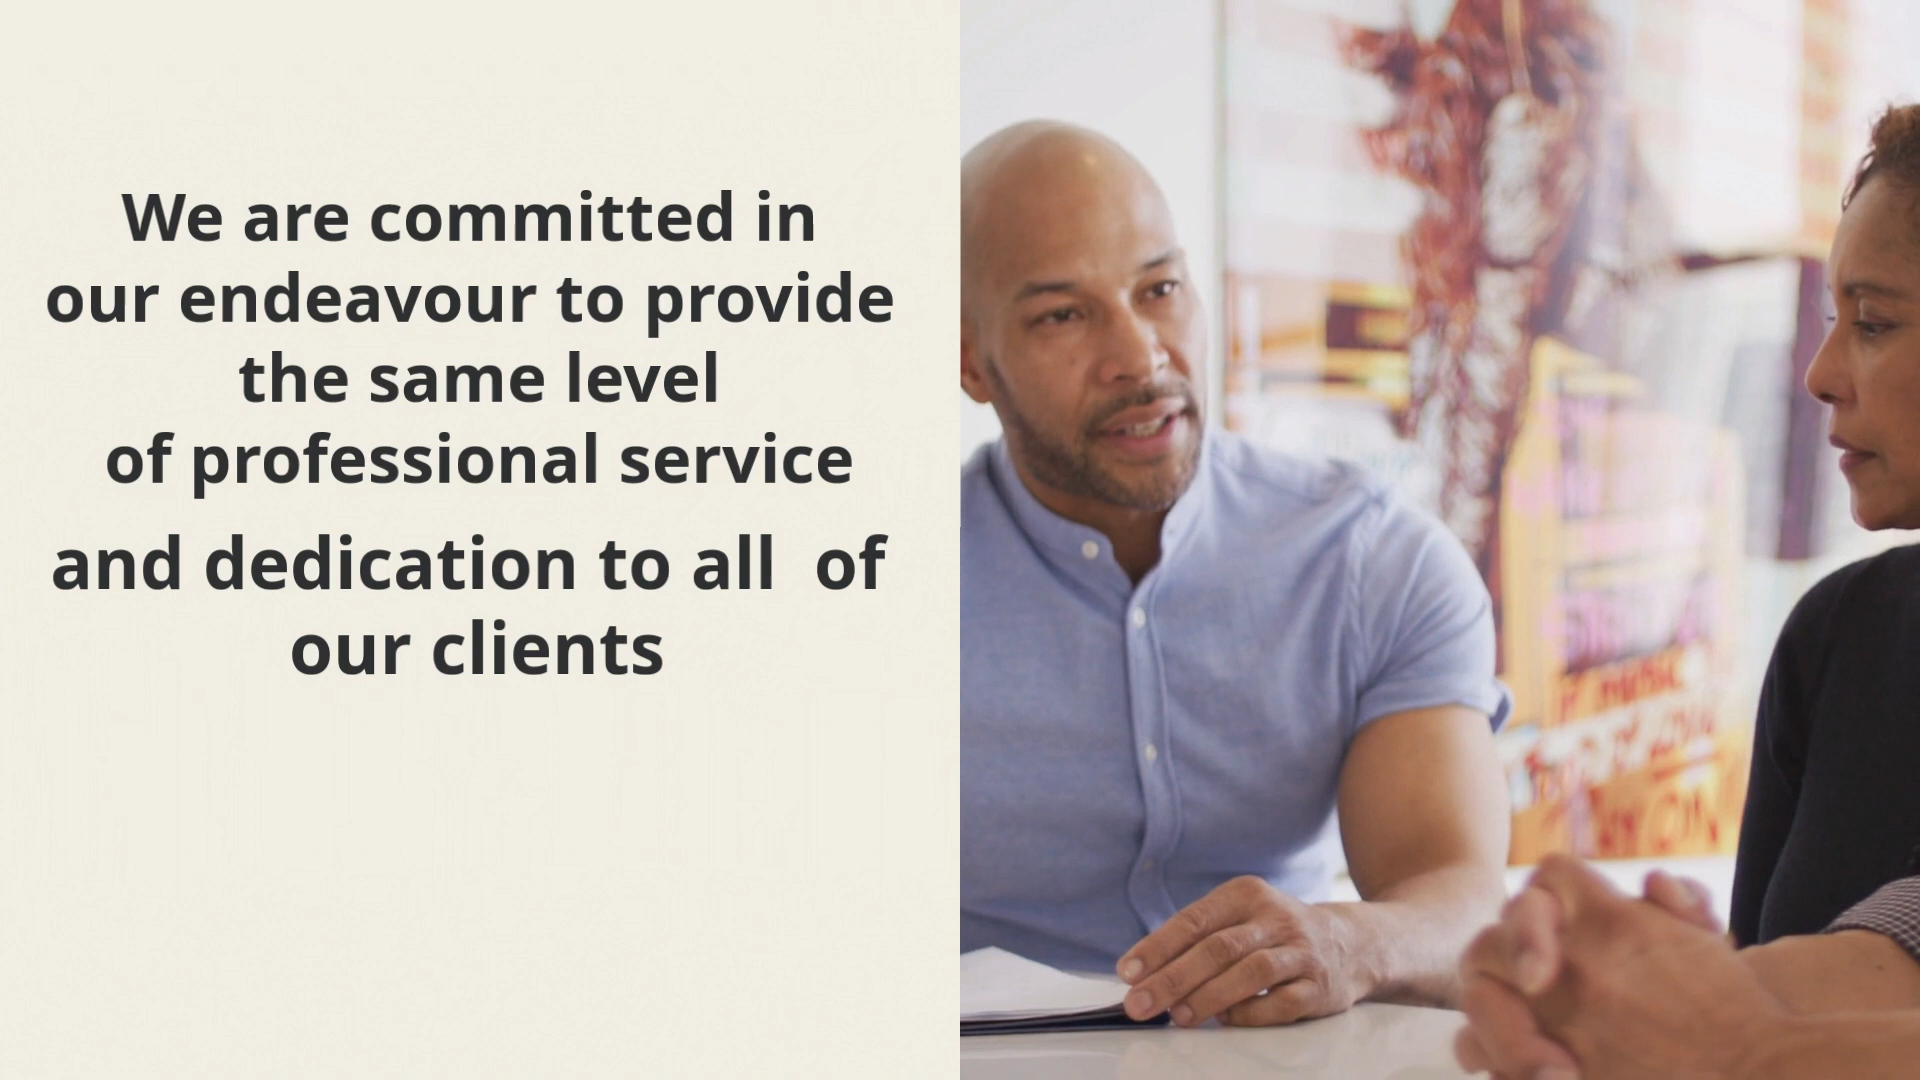 We are committed in
our endeavour to provide
the same level
of professional service
and dedication to all  of
our clients